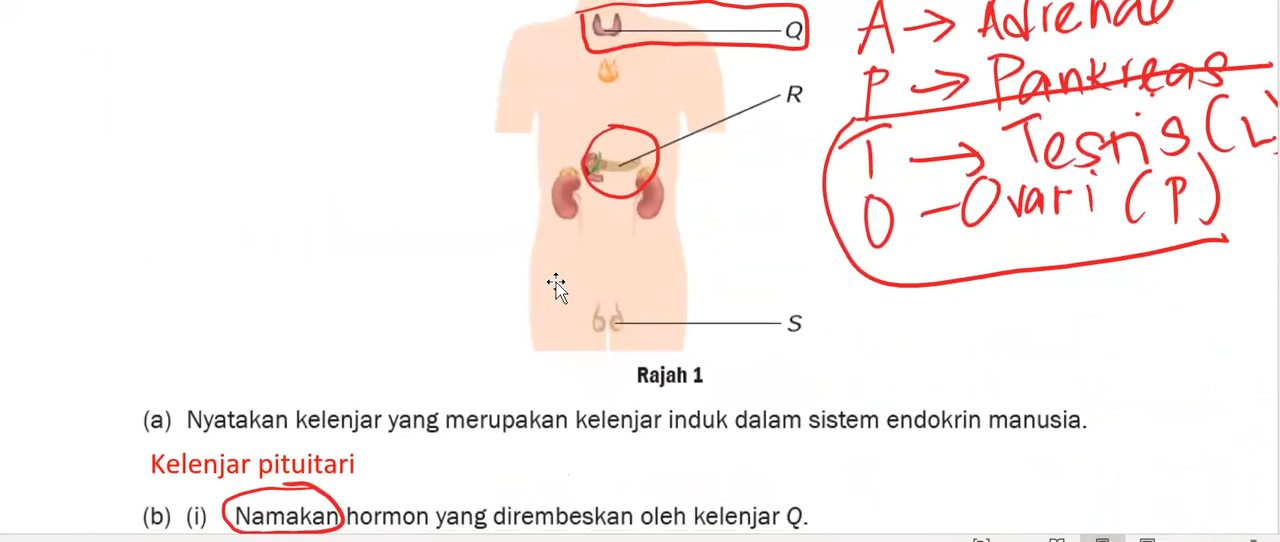 Q
A → Adrenal
R
P → Pankreas
T → Testis (L)
O - Ovari (P)
S
Rajah 1
(a) Nyatakan kelenjar yang merupakan kelenjar induk dalam sistem endokrin manusia.
Kelenjar pituitari
(b) (i) Namakan hormon yang dirembeskan oleh kelenjar Q.